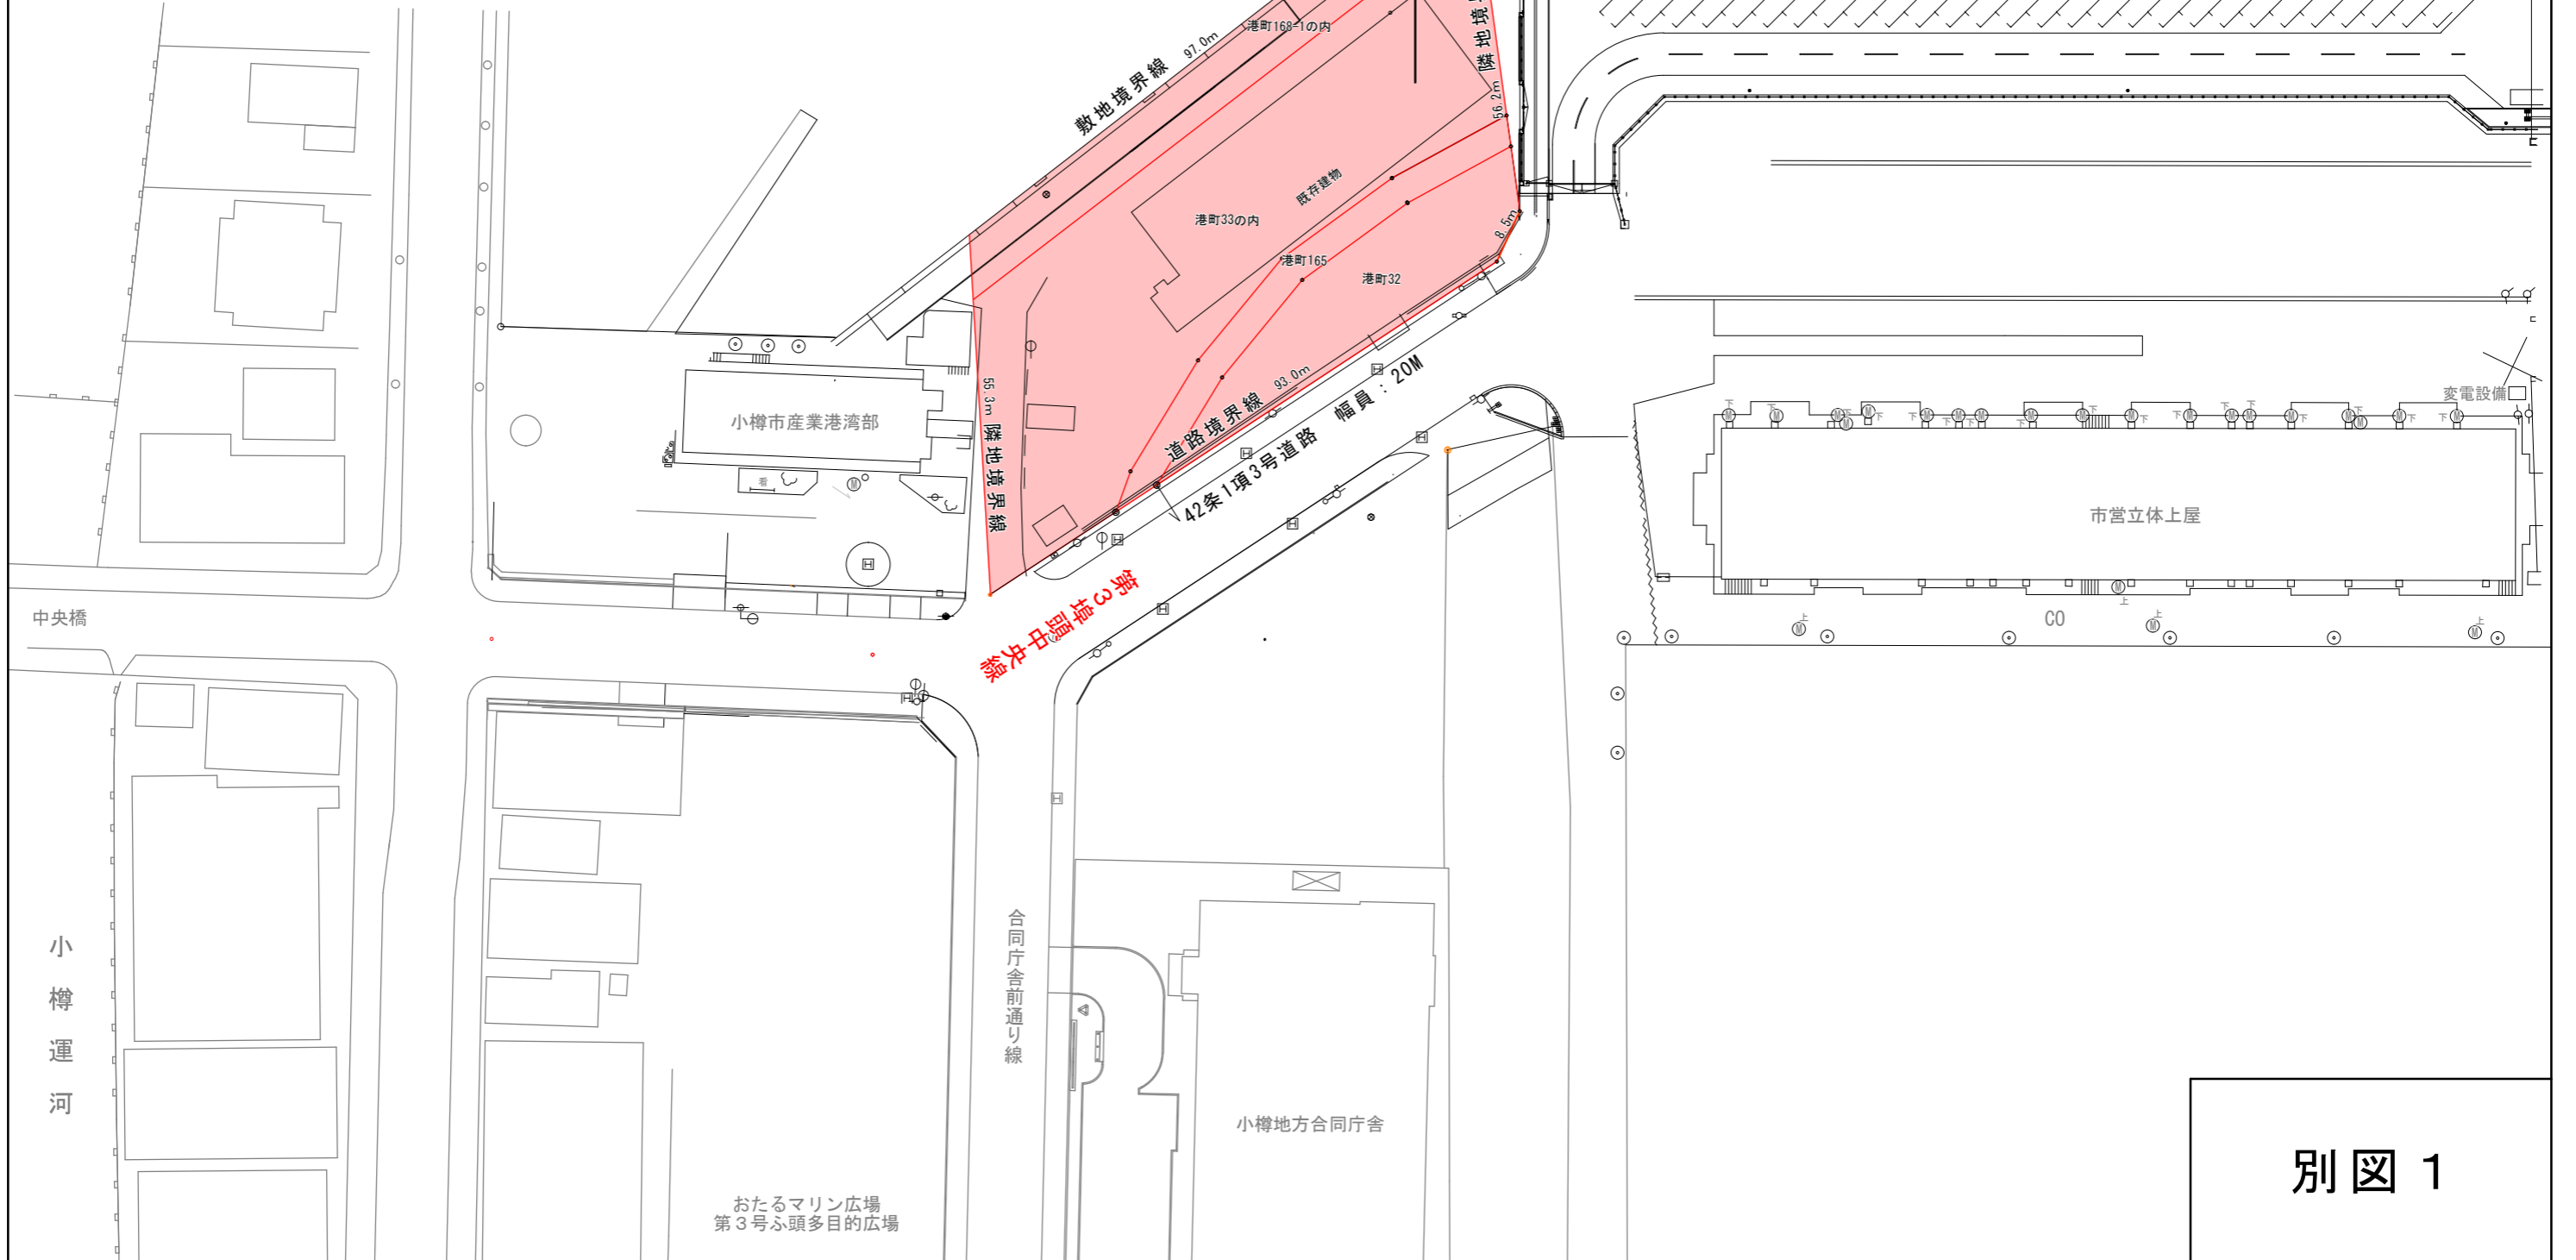 港町168-1の内
97.0m
敷地境界線
隣地境
56.2m
既存建物
港町33の内
8.5m
港町165
港町32
93.0m
道路境界線
幅員：20M
42条1項3号道路
55.3m
隣地境界線
小樽市産業港湾部
看
変電設備
市営立体上屋
CO
中央橋
第3埠頭中央線
小樽運河
合同庁舎前通り線
小樽地方合同庁舎
おたるマリン広場
第3号ふ頭多目的広場
別図 1